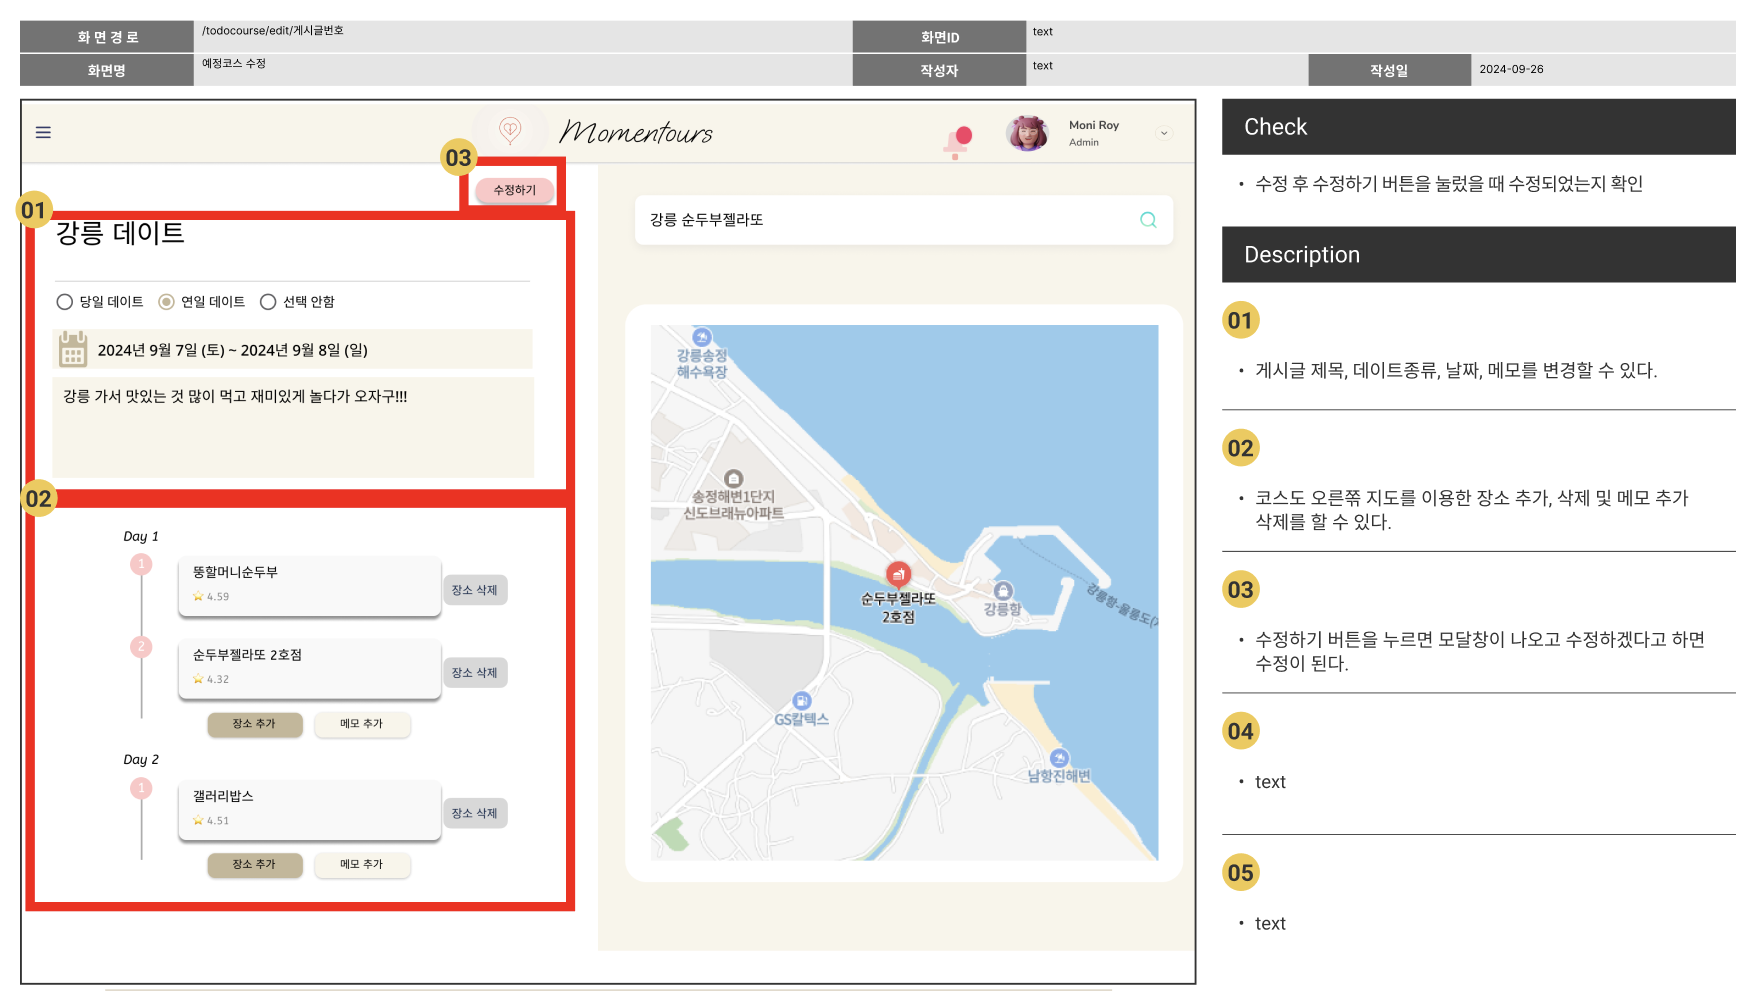 화 면 경 로
/todocourse/edit/게시글번호
화면ID
text
화면명
예정코스 수정
작성자
text
작성일
2024-09-26
Momentours
Moni Roy
Admin
03
수정하기
01
강릉 데이트
당일 데이트
연일 데이트
선택 안함
2024년 9월 7일 (토) ~ 2024년 9월 8일 (일)
강릉 가서 맛있는 것 많이 먹고 재미있게 놀다가 오자구!!!
02
Day 1
1
뚱할머니순두부
4.59
장소 삭제
2
순두부젤라또 2호점
4.32
장소 삭제
장소 추가
메모 추가
Day 2
1
갤러리밥스
4.51
장소 삭제
장소 추가
메모 추가
강릉 순두부젤라또
강릉송정
해수욕장
송정해변1단지
신도브래뉴아파트
순두부젤라또
2호점
강릉항
강릉항-울릉도(
GS칼텍스
남항진해변
Check
• 수정 후 수정하기 버튼을 눌렀을 때 수정되었는지 확인
Description
01
• 게시글 제목, 데이트종류, 날짜, 메모를 변경할 수 있다.
02
• 코스도 오른쪾 지도를 이용한 장소 추가, 삭제 및 메모 추가
삭제를 할 수 있다.
03
• 수정하기 버튼을 누르면 모달창이 나오고 수정하겠다고 하면
수정이 된다.
04
• text
05
• text